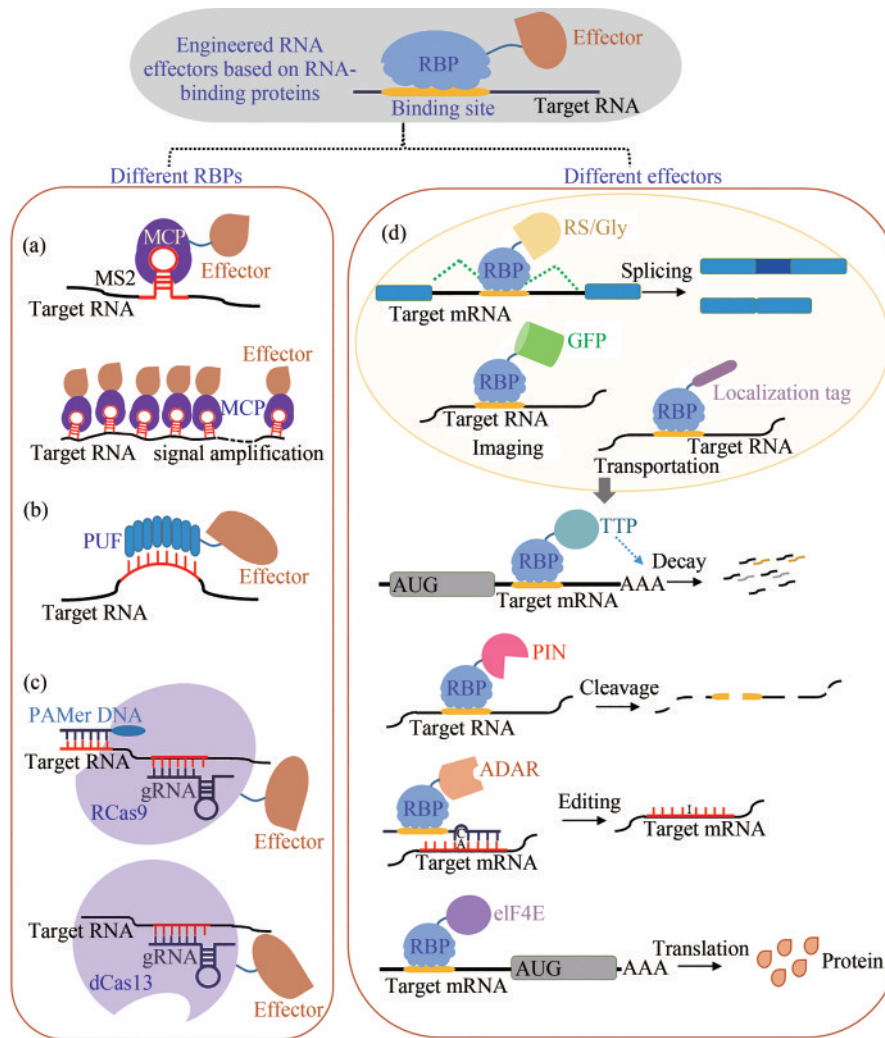 Engineered RNA
effectors based on RNA-
binding proteins
RBP
Effector
Binding site
Target RNA
Different RBPs
Different effectors
(a)
MCP
Effector
MS2
Target RNA
Effector
MCP
Target RNA
signal amplification
(b)
PUF
Effector
Target RNA
(c)
PAMer DNA
Target RNA
gRNA
RCas9
Effector
Target RNA
gRNA
dCas13
Effector
(d)
RS/Gly
RBP
Splicing
Target mRNA
GFP
RBP
Target RNA
Imaging
Localization tag
RBP
Target RNA
Transportation
TTP
RBP
Decay
AUG
AAA
Target mRNA
PIN
RBP
Cleavage
Target RNA
ADAR
RBP
Editing
C
A
I
Target mRNA
Target mRNA
eIF4E
RBP
Translation
AUG
AAA
Protein
Target mRNA